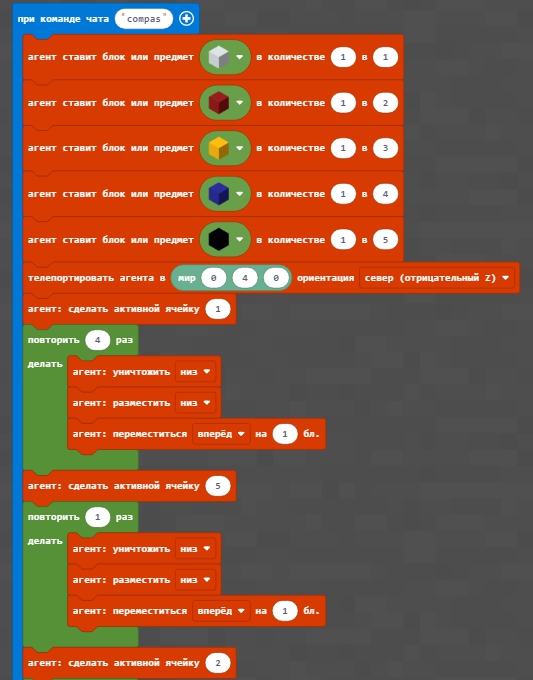 при команде чата "compas"
агент ставит блок или предмет в количестве 1 в 1
агент ставит блок или предмет в количестве 1 в 2
агент ставит блок или предмет в количестве 1 в 3
агент ставит блок или предмет в количестве 1 в 4
агент ставит блок или предмет в количестве 1 в 5
телепортировать агента в мир 0 4 0 ориентация север (отрицательный Z)
агент: сделать активной ячейку 1
повторить 4 раз
делать
агент: уничтожить низ
агент: разместить низ
агент: переместиться вперёд на 1 бл.
агент: сделать активной ячейку 5
повторить 1 раз
делать
агент: уничтожить низ
агент: разместить низ
агент: переместиться вперёд на 1 бл.
агент: сделать активной ячейку 2